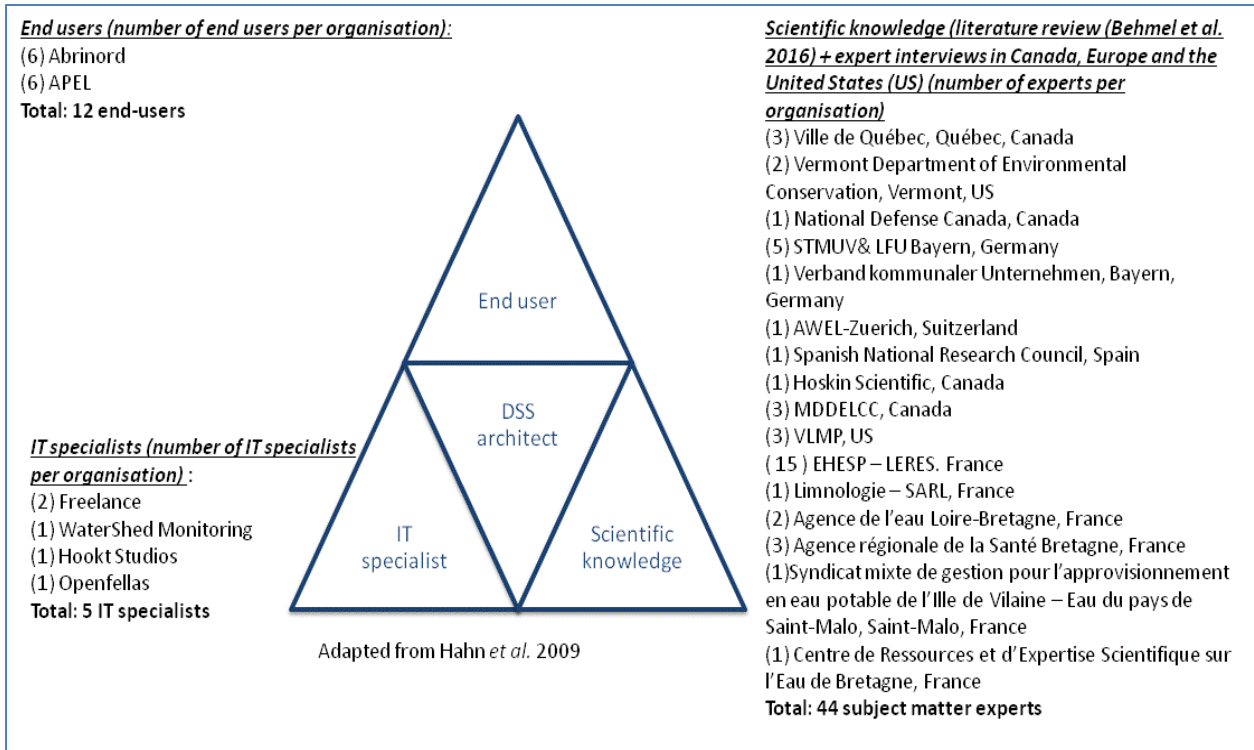 End users (number of end users per organisation):
(6) Abrinord
(6) APEL
Total: 12 end-users
End user
DSS
architect
IT
specialist
Scientific
knowledge
IT specialists (number of IT specialists
per organisation) :
(2) Freelance
(1) WaterShed Monitoring
(1) Hookt Studios
(1) Openfellas
Total: 5 IT specialists
Adapted from Hahn et al. 2009
Scientific knowledge (literature review (Behmel et al.
2016) + expert interviews in Canada, Europe and the
United States (US) (number of experts per
organisation)
(3) Ville de Québec, Québec, Canada
(2) Vermont Department of Environmental
Conservation, Vermont, US
(1) National Defense Canada, Canada
(5) STMUV& LFU Bayern, Germany
(1) Verband kommunaler Unternehmen, Bayern,
Germany
(1) AWEL-Zuerich, Suitzerland
(1) Spanish National Research Council, Spain
(1) Hoskin Scientific, Canada
(3) MDDELCC, Canada
(3) VLMP, US
( 15 ) EHESP – LERES. France
(1) Limnologie – SARL, France
(2) Agence de l’eau Loire-Bretagne, France
(3) Agence régionale de la Santé Bretagne, France
(1)Syndicat mixte de gestion pour l’approvisionnement
en eau potable de l’Ille de Vilaine – Eau du pays de
Saint-Malo, Saint-Malo, France
(1) Centre de Ressources et d’Expertise Scientifique sur
l’Eau de Bretagne, France
Total: 44 subject matter experts